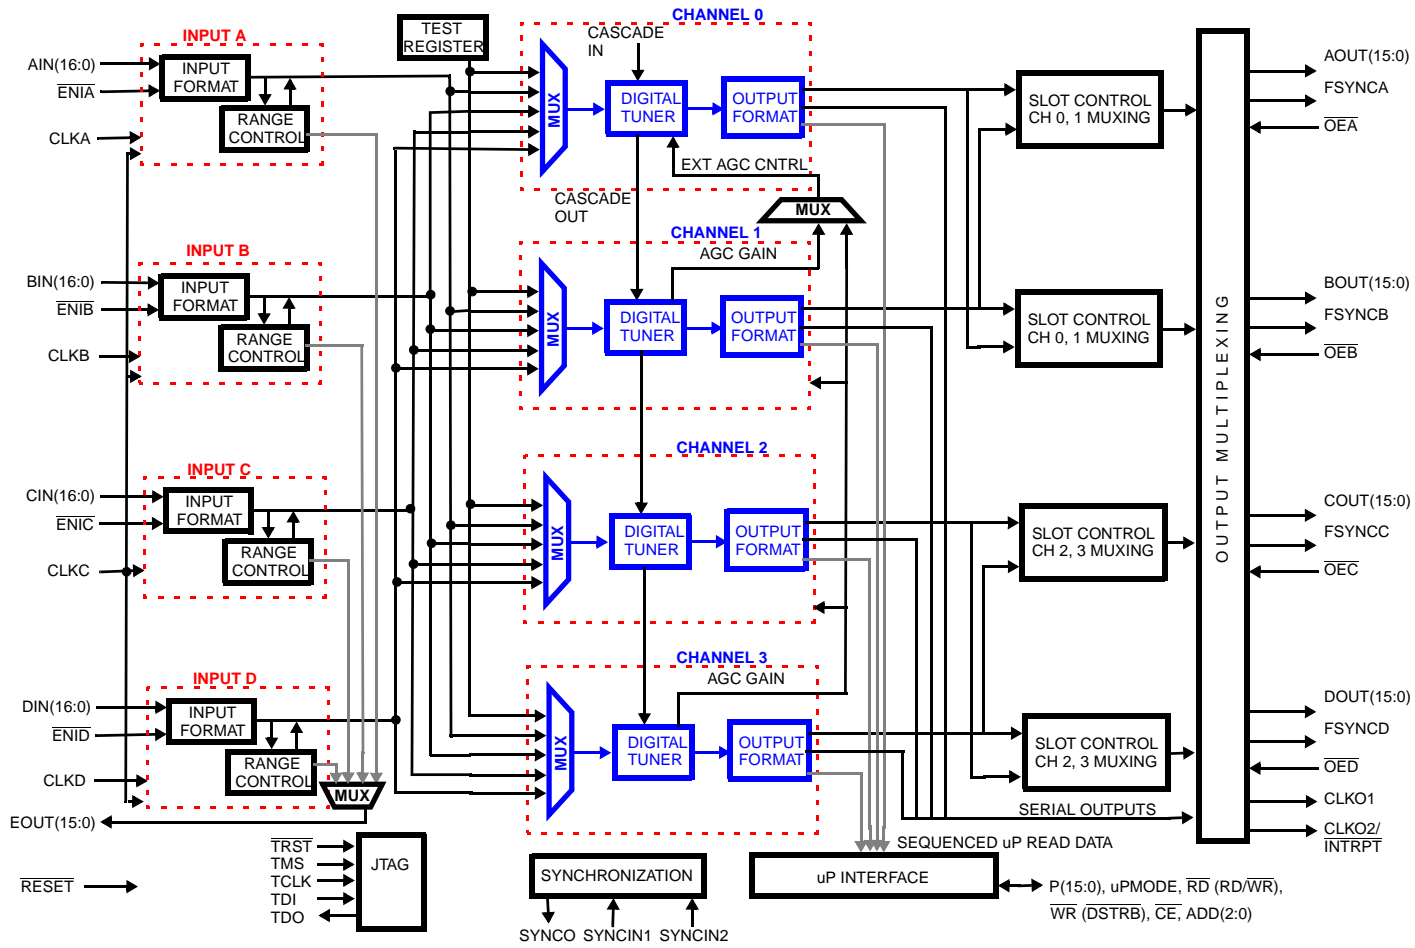 INPUT A
AIN(16:0)
ENIA
CLKA
INPUT
FORMAT
RANGE
CONTROL
INPUT B
BIN(16:0)
ENIB
CLKB
INPUT
FORMAT
RANGE
CONTROL
INPUT C
CIN(16:0)
ENIC
CLKC
INPUT
FORMAT
RANGE
CONTROL
INPUT D
DIN(16:0)
ENID
CLKD
INPUT
FORMAT
RANGE
CONTROL
MUX
EOUT(15:0)
RESET
TRST
TMS
TCLK
TDI
TDO
JTAG
TEST
REGISTER
CHANNEL 0
CASCADE
IN
MUX
DIGITAL
TUNER
OUTPUT
FORMAT
EXT AGC CNTRL
CASCADE
OUT
MUX
CHANNEL 1
AGC GAIN
MUX
DIGITAL
TUNER
OUTPUT
FORMAT
CHANNEL 2
MUX
DIGITAL
TUNER
OUTPUT
FORMAT
CHANNEL 3
AGC GAIN
MUX
DIGITAL
TUNER
OUTPUT
FORMAT
SYNCHRONIZATION
SYNCO
SYNCIN1
SYNCIN2
SLOT CONTROL
CH 0, 1 MUXING
SLOT CONTROL
CH 0, 1 MUXING
SLOT CONTROL
CH 2, 3 MUXING
SLOT CONTROL
CH 2, 3 MUXING
SERIAL OUTPUTS
SEQUENCED uP READ DATA
uP INTERFACE
P(15:0), uPMODE, RD (RD/WR),
WR (DSTRB), CE, ADD(2:0)
OUTPUT MULTIPLEXING
AOUT(15:0)
FSYNCA
OEA
BOUT(15:0)
FSYNCB
OEB
COUT(15:0)
FSYNCC
OEC
DOUT(15:0)
FSYNCD
OED
CLKO1
CLKO2/
INTRPT